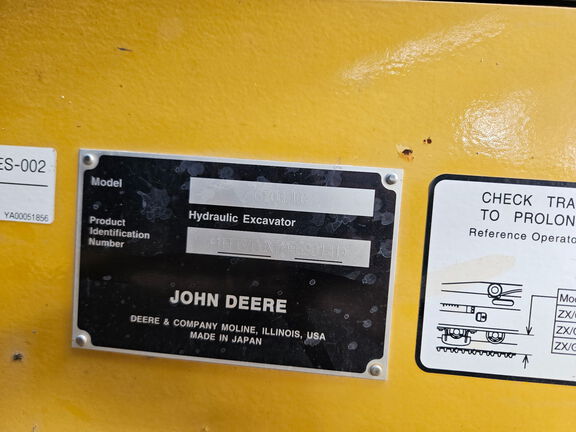 ES-002
YA00051856
Model
Hydraulic Excavator
Product
Identification
Number
JOHN DEERE
DEERE & COMPANY MOLINE, ILLINOIS, USA
MADE IN JAPAN
CHECK TRA
TO PROLON
Reference Operato
Mo
ZX/
ZX/
ZX/